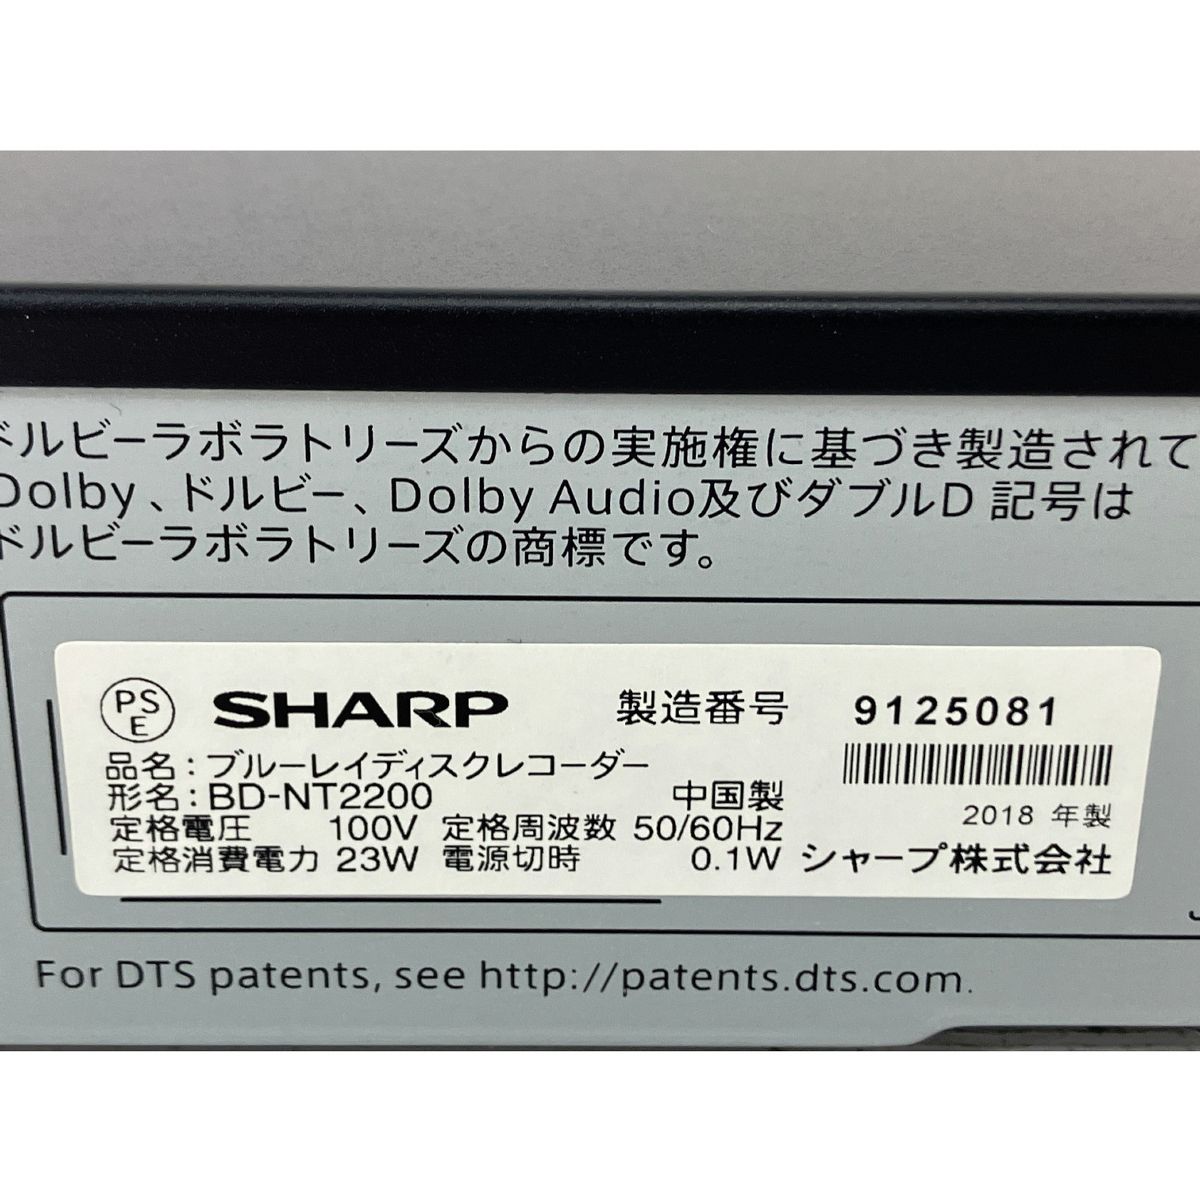 ドルビーラボラトリーズからの実施権に基づき製造されて
Dolby、ドルビー、Dolby Audio及びダブルD 記号は
ドルビーラボラトリーズの商標です。
PS
E
SHARP 製造番号 9125081
品名:ブルーレイディスクレコーダー
形名:BD-NT2200 中国製
2018 年製
定格電圧 100V 定格周波数 50/60Hz
定格消費電力 23W 電源切時 0.1W シャープ株式会社
For DTS patents, see http://patents.dts.com.